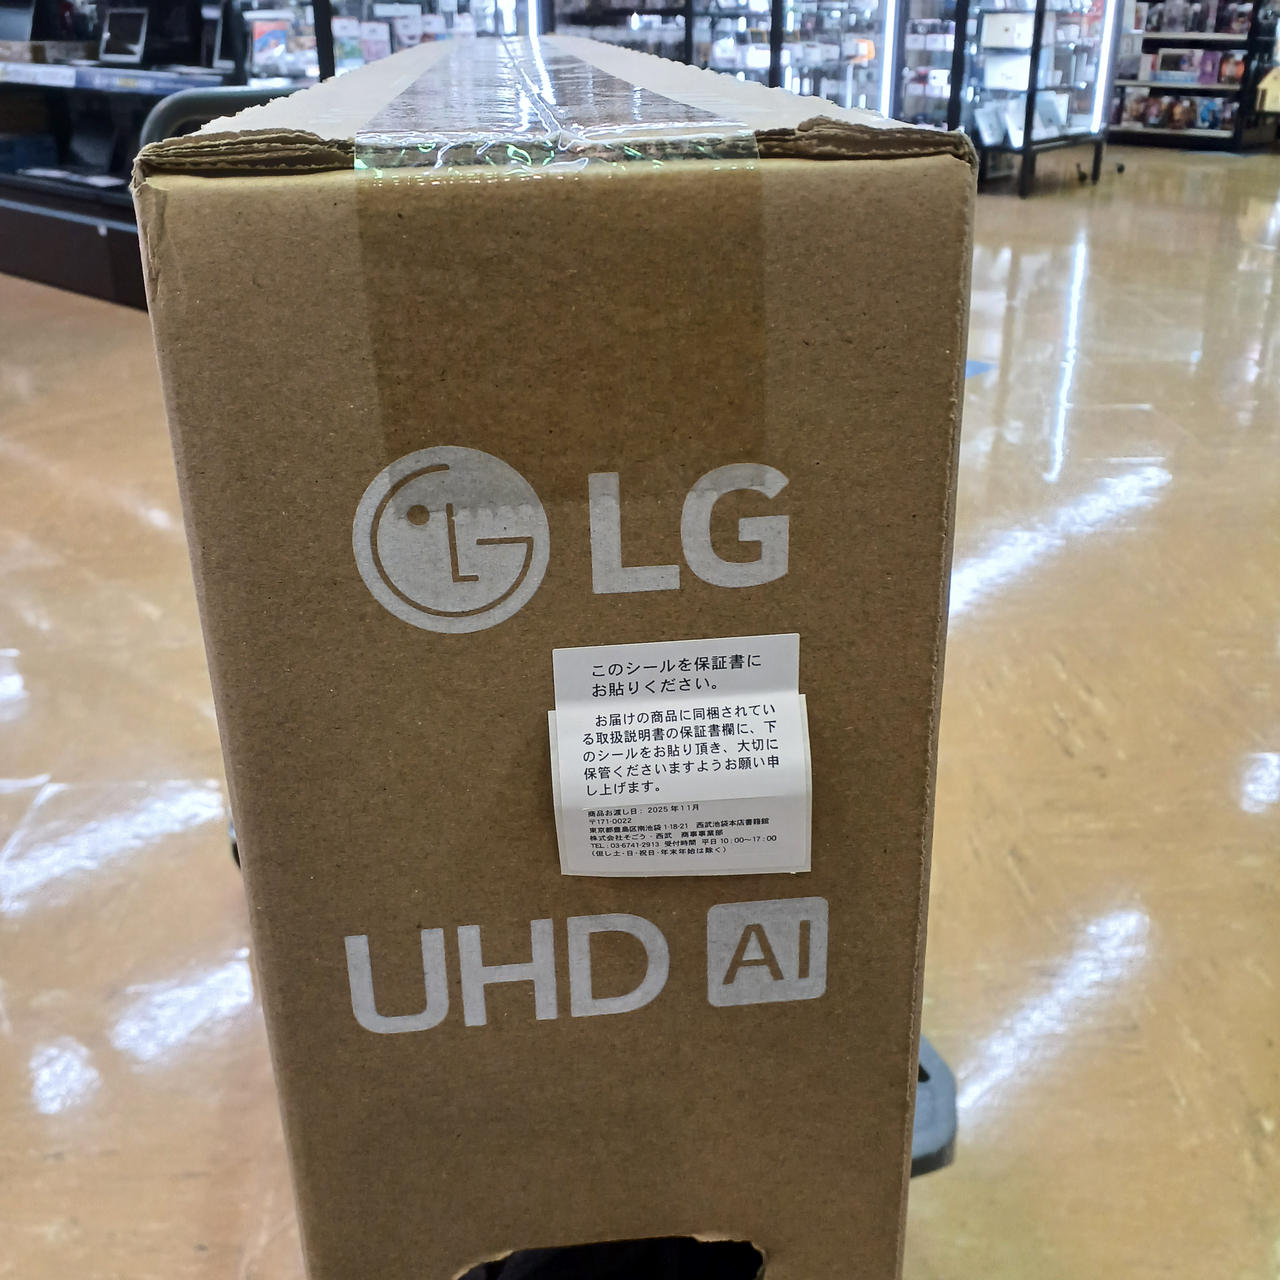 LG
このシールを保証書に
お貼りください。
お届けの商品に同梱されてい
る取扱説明書の保証書欄に、下
のシールをお貼り頂き、大切に
保管くださいますようお願い申
し上げます。
商品お渡し日：2025年11月
〒171-0022
東京都豊島区南池袋1-18-21　西武池袋本店書籍館
株式会社そごう・西武　商事事業部
TEL：03-6741-2913　受付時間　平日10：00～17：00
（但し土・日・祝日・年末年始は除く）
UHD AI